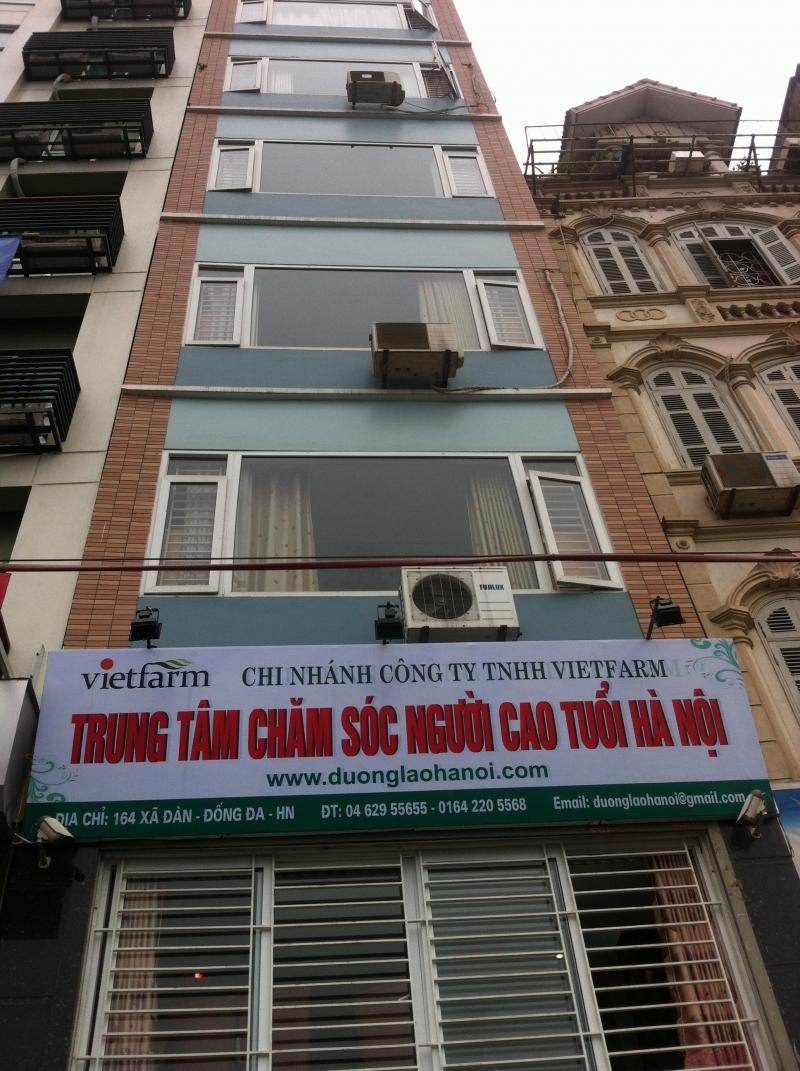 vietfarm
CHI NHÁNH CÔNG TY TNHH VIETFARM
TRUNG TÂM CHĂM SÓC NGƯỜI CAO TUỔI HÀ NỘI
www.duonglaohanoi.com
ĐỊA CHỈ: 164 XÃ ĐÀN - ĐỐNG ĐA - HN ĐT: 04 629 55655 - 0164 220 5568 Email: duonglaohanoi@gmail.com